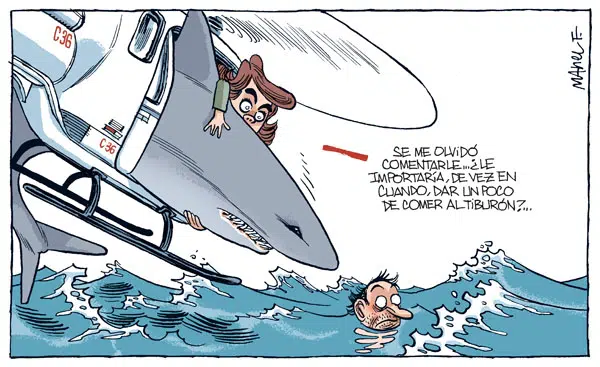 C36
MANEL F.
SE ME OLVIDÓ
COMENTARLE...¿LE
IMPORTARÍA, DE VEZ EN
CUANDO, DAR UN POCO
DE COMER AL TIBURÓN?...
C36